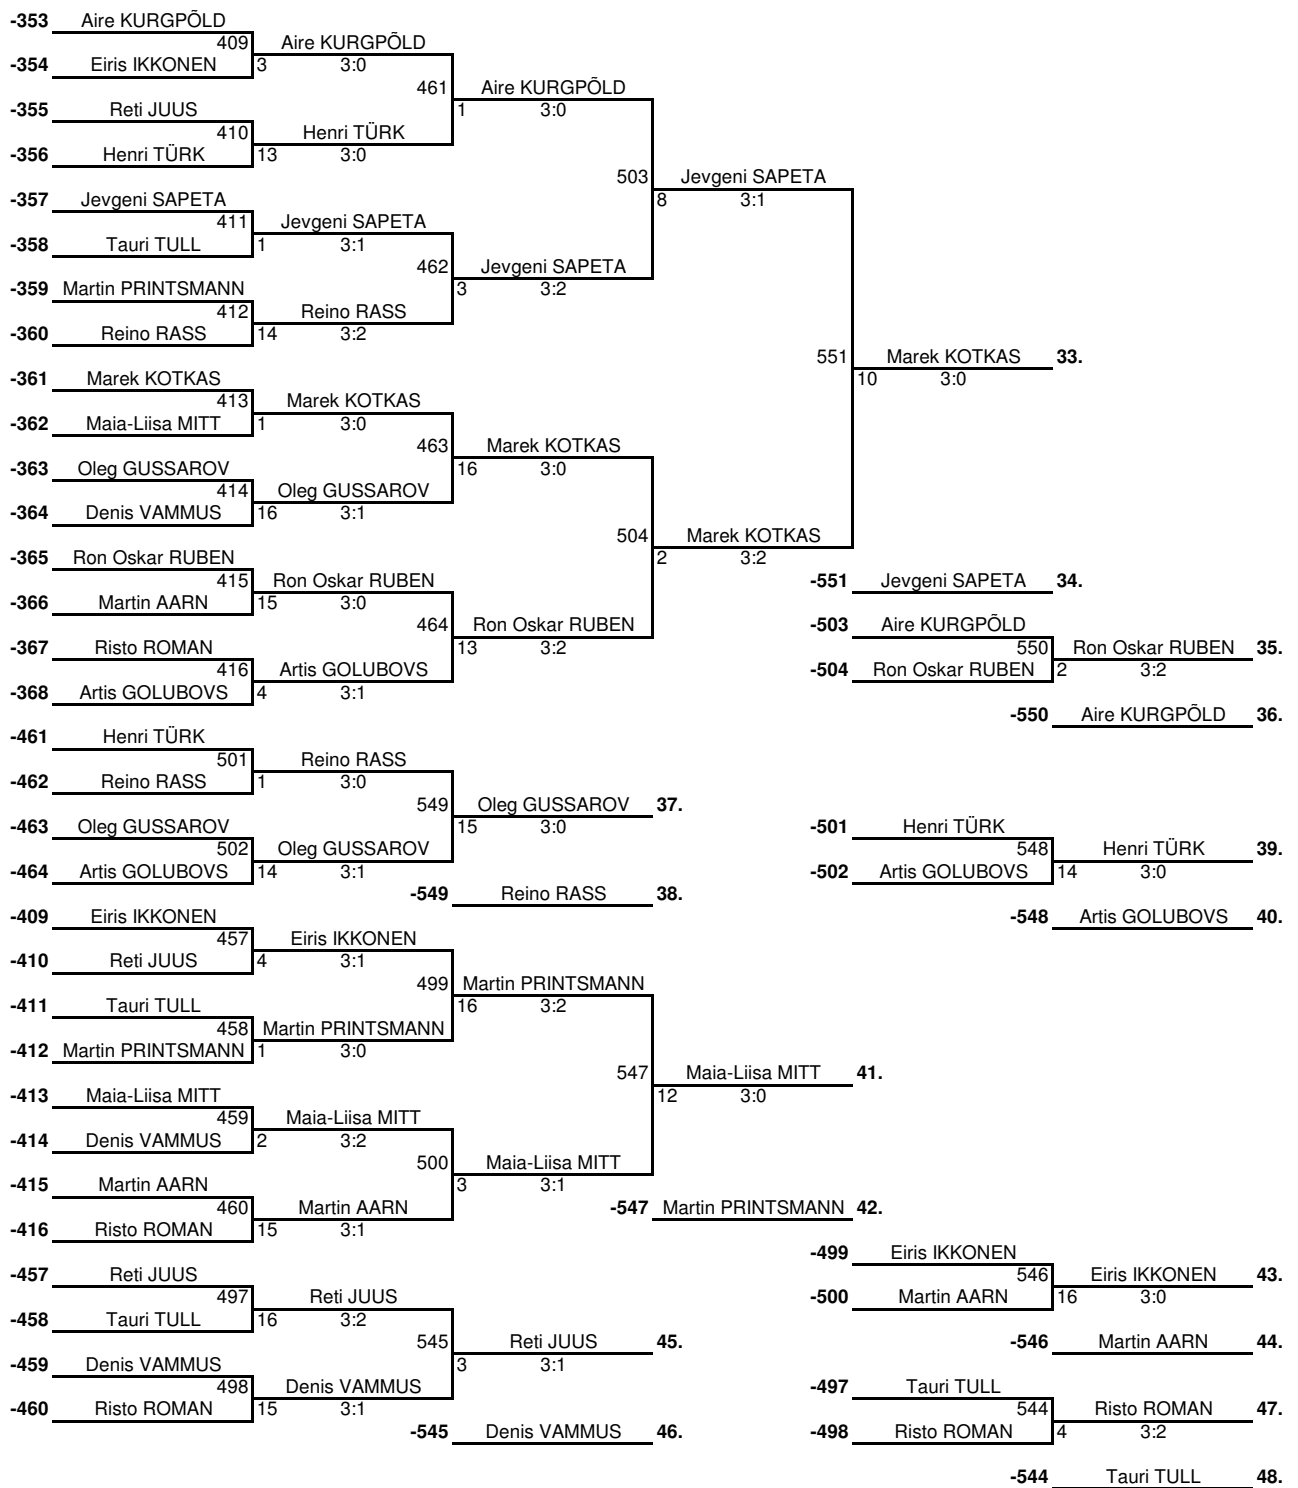 -353 Aire KURGPÕLD
409 Aire KURGPÕLD
-354 Eiris IKKONEN 3 3:0
461 Aire KURGPÕLD
-355 Reti JUUS 1 3:0
410 Henri TÜRK
-356 Henri TÜRK 13 3:0
503 Jevgeni SAPETA
-357 Jevgeni SAPETA 8 3:1
411 Jevgeni SAPETA
-358 Tauri TULL 1 3:1
462 Jevgeni SAPETA
-359 Martin PRINTSMANN 3 3:2
412 Reino RASS
-360 Reino RASS 14 3:2
551 Marek KOTKAS 33.
-361 Marek KOTKAS 10 3:0
413 Marek KOTKAS
-362 Maia-Liisa MITT 1 3:0
463 Marek KOTKAS
-363 Oleg GUSSAROV 16 3:0
414 Oleg GUSSAROV
-364 Denis VAMMUS 16 3:1
504 Marek KOTKAS
-365 Ron Oskar RUBEN 2 3:2
415 Ron Oskar RUBEN -551 Jevgeni SAPETA 34.
-366 Martin AARN 15 3:0
464 Ron Oskar RUBEN -503 Aire KURGPÕLD
-367 Risto ROMAN 13 3:2 550 Ron Oskar RUBEN 35.
416 Artis GOLUBOVS -504 Ron Oskar RUBEN 2 3:2
-368 Artis GOLUBOVS 4 3:1
-550 Aire KURGPÕLD 36.
-461 Henri TÜRK
501 Reino RASS
-462 Reino RASS 1 3:0
549 Oleg GUSSAROV 37.
-463 Oleg GUSSAROV 15 3:0 -501 Henri TÜRK
502 Oleg GUSSAROV 548 Henri TÜRK 39.
-464 Artis GOLUBOVS 14 3:1 -502 Artis GOLUBOVS 14 3:0
-549 Reino RASS 38.
-409 Eiris IKKONEN -548 Artis GOLUBOVS 40.
457 Eiris IKKONEN
-410 Reti JUUS 4 3:1
499 Martin PRINTSMANN
-411 Tauri TULL 16 3:2
458 Martin PRINTSMANN
-412 Martin PRINTSMANN 1 3:0
547 Maia-Liisa MITT 41.
-413 Maia-Liisa MITT 12 3:0
459 Maia-Liisa MITT
-414 Denis VAMMUS 2 3:2
500 Maia-Liisa MITT
-415 Martin AARN 3 3:1
460 Martin AARN -547 Martin PRINTSMANN 42.
-416 Risto ROMAN 15 3:1
-499 Eiris IKKONEN
-457 Reti JUUS 546 Eiris IKKONEN 43.
497 Reti JUUS -500 Martin AARN 16 3:0
-458 Tauri TULL 16 3:2
545 Reti JUUS 45. -546 Martin AARN 44.
-459 Denis VAMMUS 3 3:1
498 Denis VAMMUS -497 Tauri TULL
-460 Risto ROMAN 15 3:1 544 Risto ROMAN 47.
-545 Denis VAMMUS 46. -498 Risto ROMAN 4 3:2
-544 Tauri TULL 48.